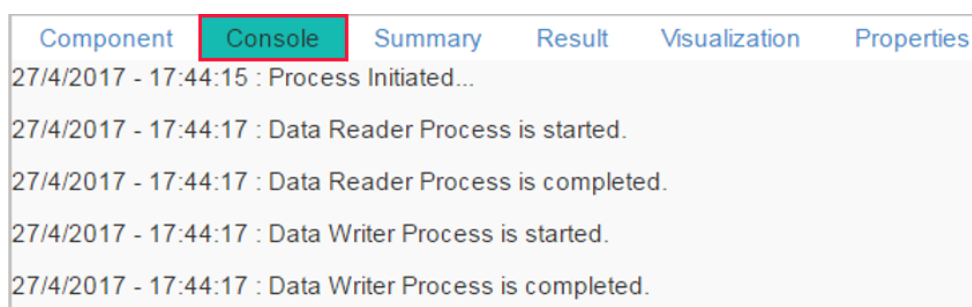 Component Console Summary Result Visualization Properties
27/4/2017 - 17:44:15 : Process Initiated...
27/4/2017 - 17:44:17 : Data Reader Process is started.
27/4/2017 - 17:44:17 : Data Reader Process is completed.
27/4/2017 - 17:44:17 : Data Writer Process is started.
27/4/2017 - 17:44:17 : Data Writer Process is completed.